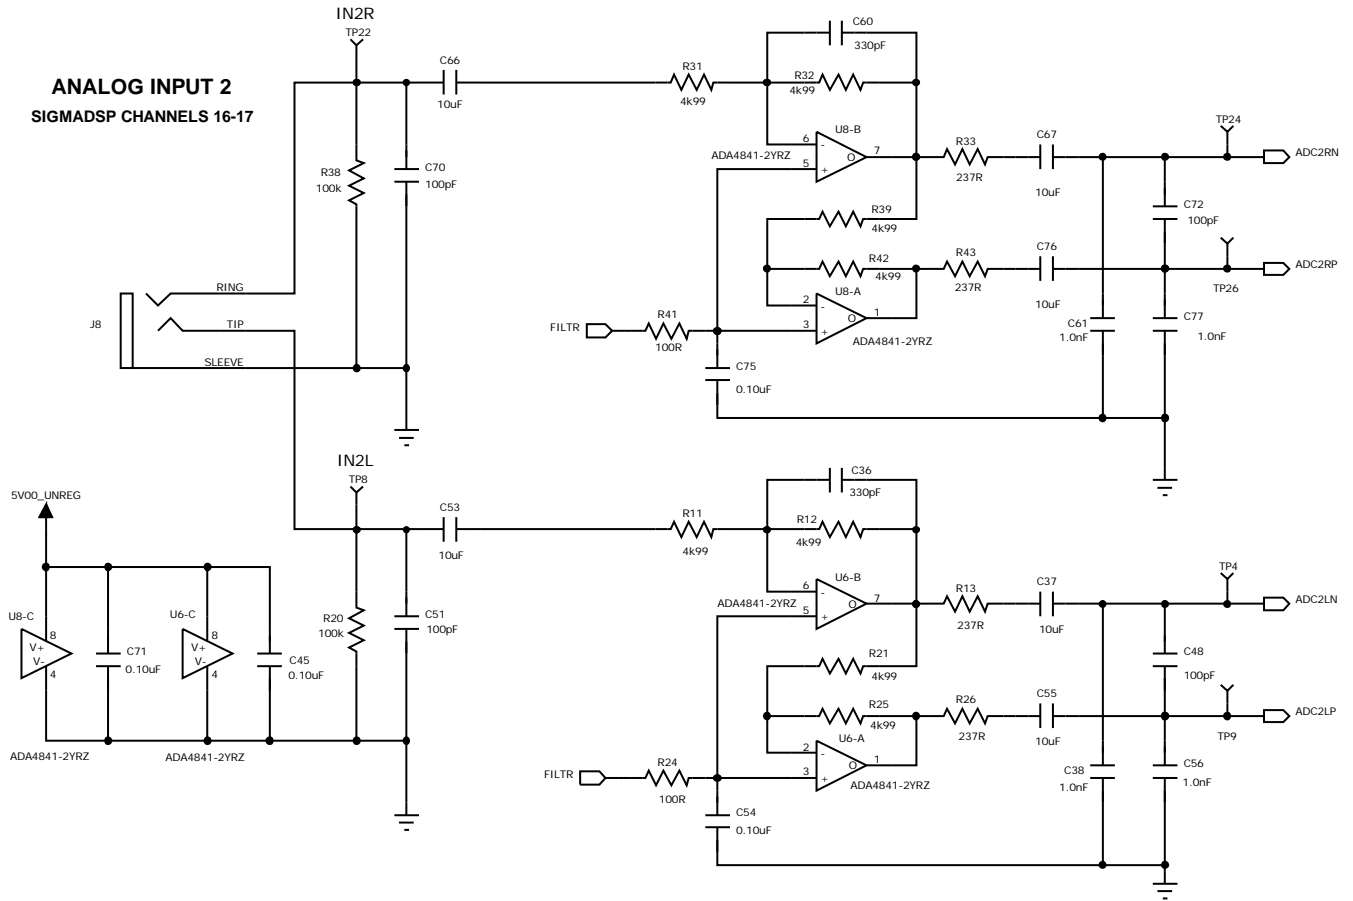 IN2R
TP22
ANALOG INPUT 2
SIGMADSP CHANNELS 16-17
C66
10uF
R31
4k99
C60
330pF
R32
4k99
R38
100k
C70
100pF
U8-B
ADA4841-2YRZ
6
5
7
-
+
O
R33
237R
C67
10uF
TP24
ADC2RN
R39
4k99
C72
100pF
R42
4k99
R43
237R
C76
10uF
TP26
ADC2RP
U8-A
2
3
1
-
+
O
ADA4841-2YRZ
FILTR
R41
100R
C75
0.10uF
C61
1.0nF
C77
1.0nF
J8
RING
TIP
SLEEVE
IN2L
TP8
C53
10uF
R11
4k99
C36
330pF
R12
4k99
R20
100k
C51
100pF
U6-B
ADA4841-2YRZ
6
5
7
-
+
O
R13
237R
C37
10uF
TP4
ADC2LN
R21
4k99
C48
100pF
R25
4k99
R26
237R
C55
10uF
TP9
ADC2LP
U6-A
2
3
1
-
+
O
ADA4841-2YRZ
FILTR
R24
100R
C54
0.10uF
C38
1.0nF
C56
1.0nF
5V00_UNREG
U8-C
8
V+
V-
4
ADA4841-2YRZ
C71
0.10uF
U6-C
8
V+
V-
4
ADA4841-2YRZ
C45
0.10uF